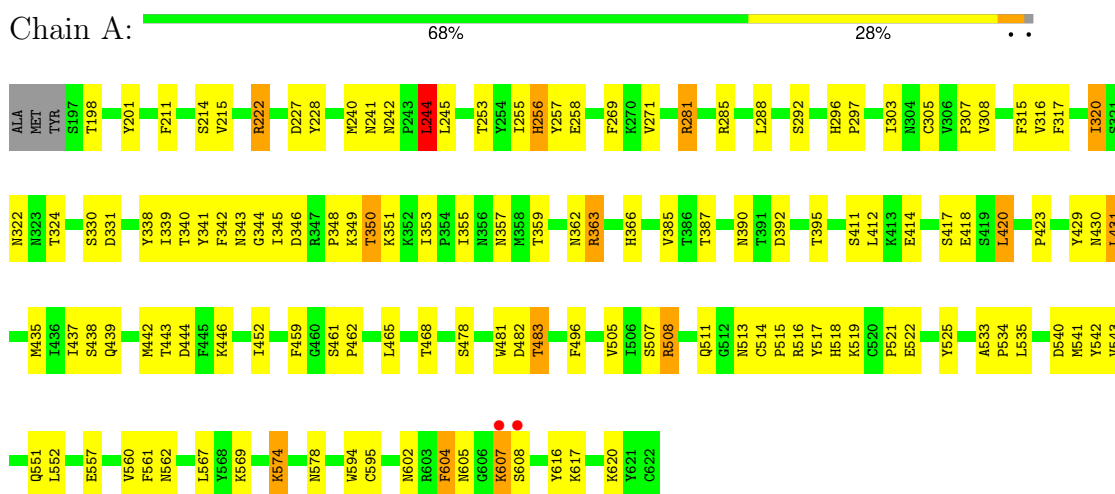 Chain A:
68% 28% • •
ALA MET TYR S197 T198 Y201 F211 S214 V215 R222 D227 Y228 M240 N241 N242 P243 L244 L245 T253 Y254 I255 H256 Y257 E258 F269 K270 V271 R281 R285 L288 S292 H296 P297 I303 N304 C305 V306 P307 V308 F315 V316 F317 I320 S321
N322 N323 T324 S330 D331 Y338 I339 T340 Y341 F342 N343 G344 I345 D346 R347 P348 K349 T350 K351 K352 I353 P354 I355 N356 N357 M358 T359 N362 R363 H366 V385 T386 T387 N390 T391 D392 T395 S411 L412 K413 E414 S417 E418 S419 L420 P423 Y429 N430 L431
M435 I436 I437 S438 Q439 M442 T443 D444 F445 K446 I452 F459 G460 S461 P462 L465 T468 S478 W481 D482 T483 F496 V505 I506 S507 R508 Q511 G512 N513 C514 P515 R516 Y517 H518 K519 C520 P521 E522 Y525 A533 P534 L535 D540 M541 Y542 V543
Q551 L552 E557 V560 F561 N562 L567 Y568 K569 K574 N578 W594 C595 N602 R603 F604 N605 G606 K607 S608 Y616 K617 K620 Y621 C622